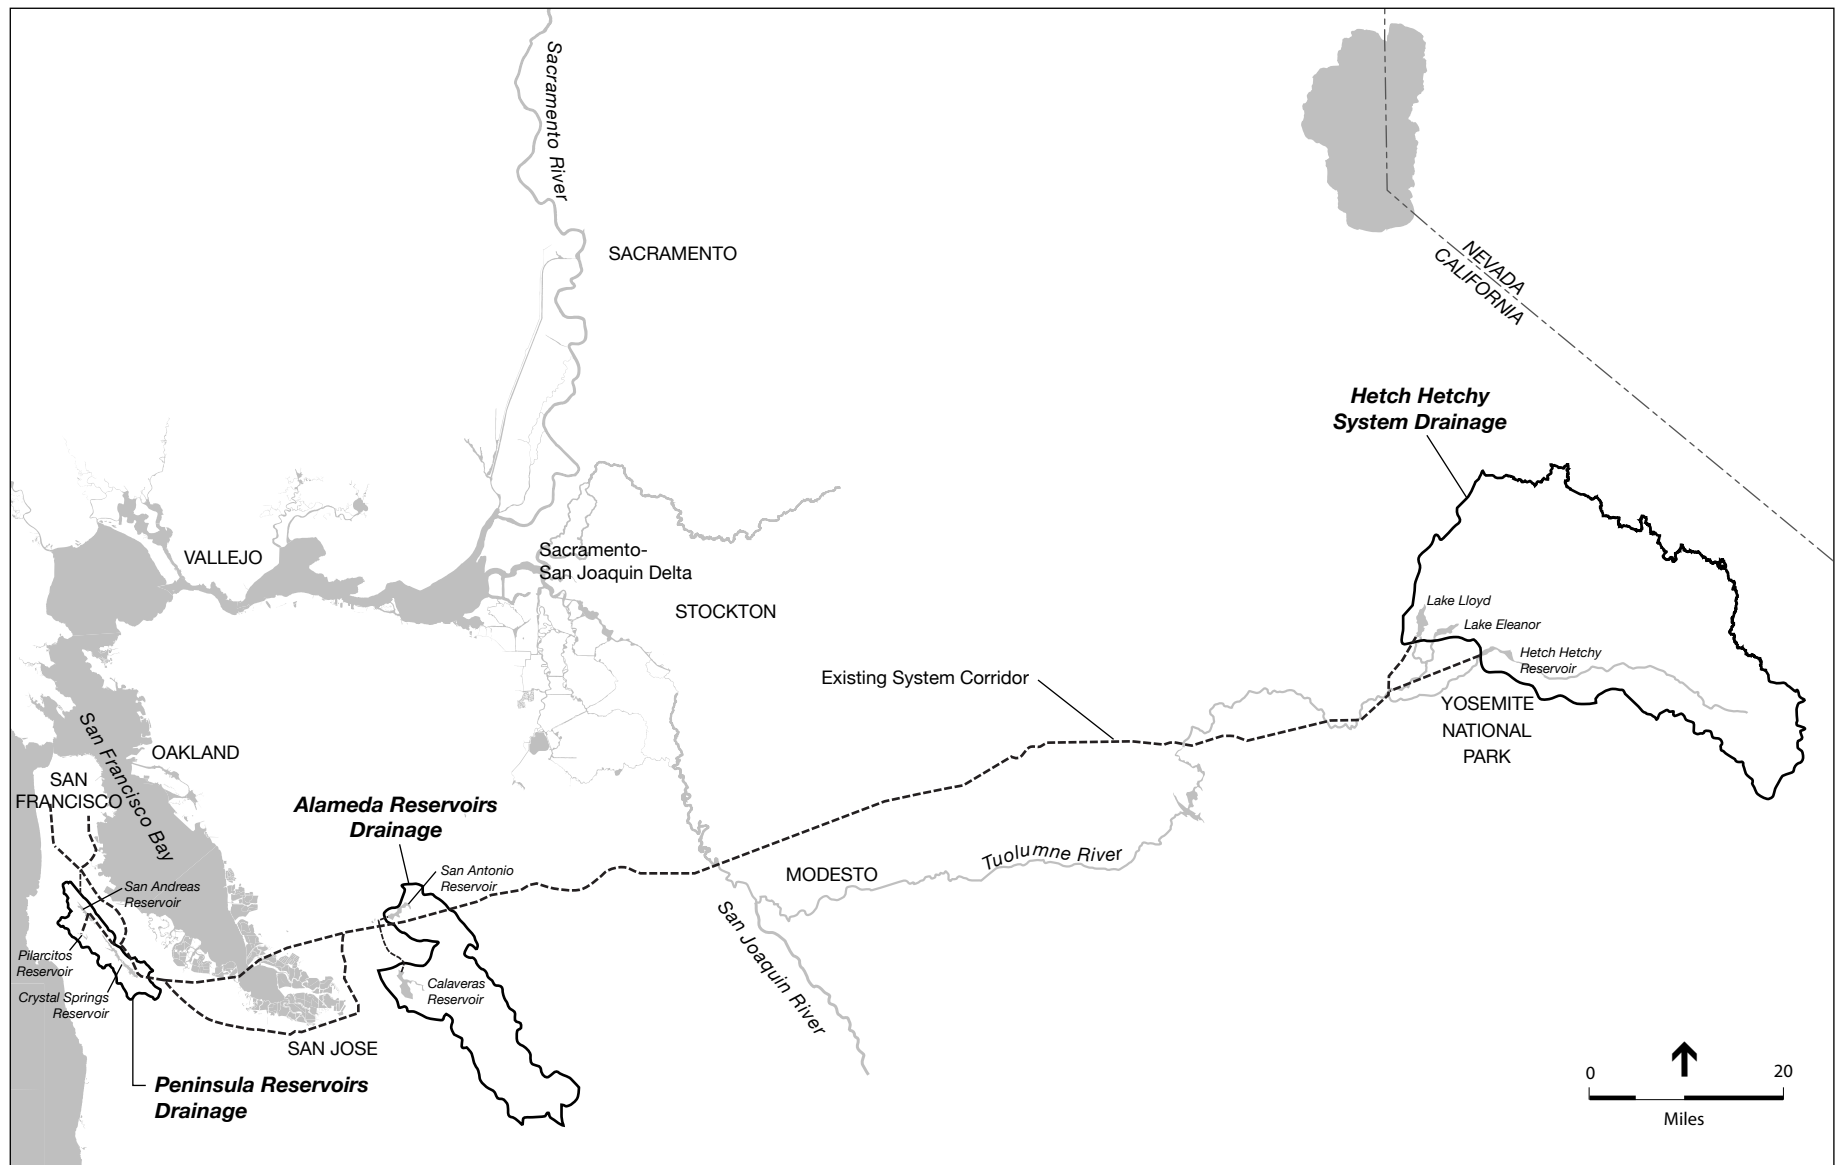 Sacramento River
SACRAMENTO
NEVADA
CALIFORNIA
Hetch Hetchy
System Drainage
VALLEJO
Sacramento-
San Joaquin Delta
STOCKTON
Lake Lloyd
Lake Eleanor
Hetch Hetchy
Reservoir
Existing System Corridor
YOSEMITE
NATIONAL
PARK
San Francisco Bay
OAKLAND
SAN
FRANCISCO
Alameda Reservoirs
Drainage
San Antonio
Reservoir
MODESTO
Tuolumne River
San Andreas
Reservoir
Pilarcitos
Reservoir
Crystal Springs
Reservoir
Calaveras
Reservoir
San Joaquin River
SAN JOSE
Peninsula Reservoirs
Drainage
0 20
Miles